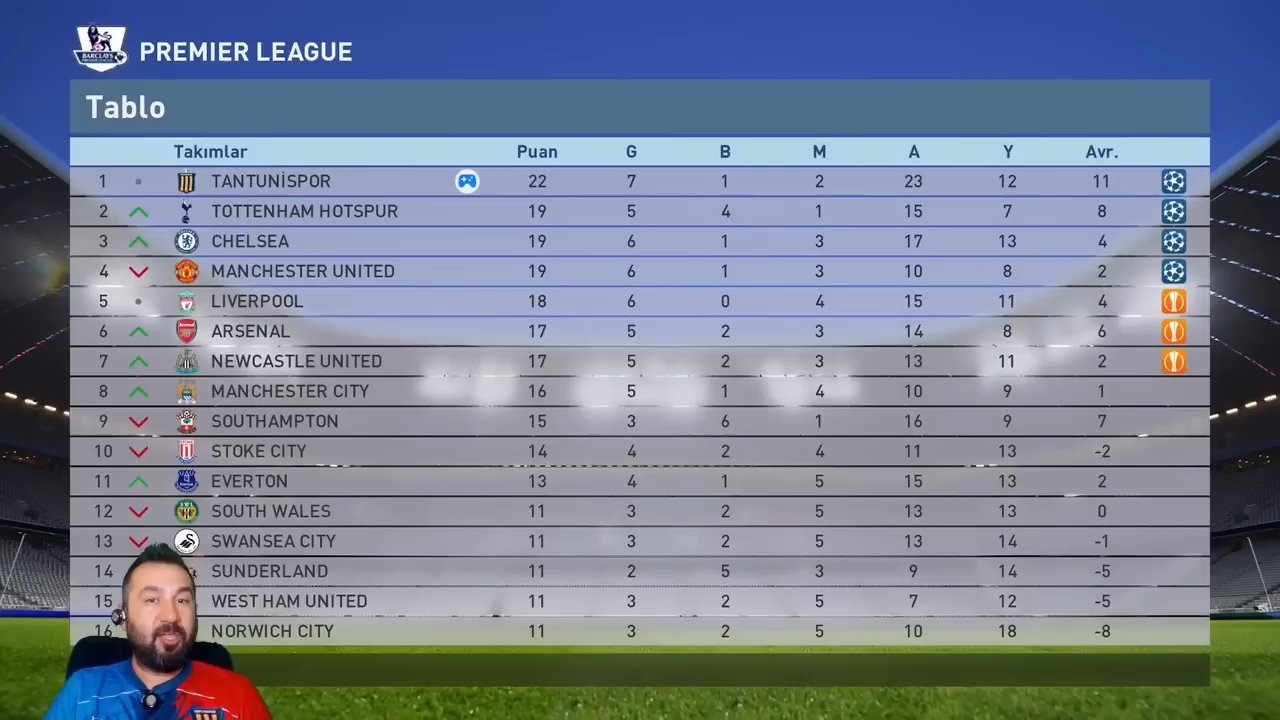 PREMIER LEAGUE
Tablo
Takımlar Puan G B M A Y Avr.
1 TANTUNİSPOR 22 7 1 2 23 12 11
2 TOTTENHAM HOTSPUR 19 5 4 1 15 7 8
3 CHELSEA 19 6 1 3 17 13 4
4 MANCHESTER UNITED 19 6 1 3 10 8 2
5 LIVERPOOL 18 6 0 4 15 11 4
6 ARSENAL 17 5 2 3 14 8 6
7 NEWCASTLE UNITED 17 5 2 3 13 11 2
8 MANCHESTER CITY 16 5 1 4 10 9 1
9 SOUTHAMPTON 15 3 6 1 16 9 7
10 STOKE CITY 14 4 2 4 11 13 -2
11 EVERTON 13 4 1 5 15 13 2
12 SOUTH WALES 11 3 2 5 13 13 0
13 SWANSEA CITY 11 3 2 5 13 14 -1
14 SUNDERLAND 11 2 5 3 9 14 -5
15 WEST HAM UNITED 11 3 2 5 7 12 -5
16 NORWICH CITY 11 3 2 5 10 18 -8